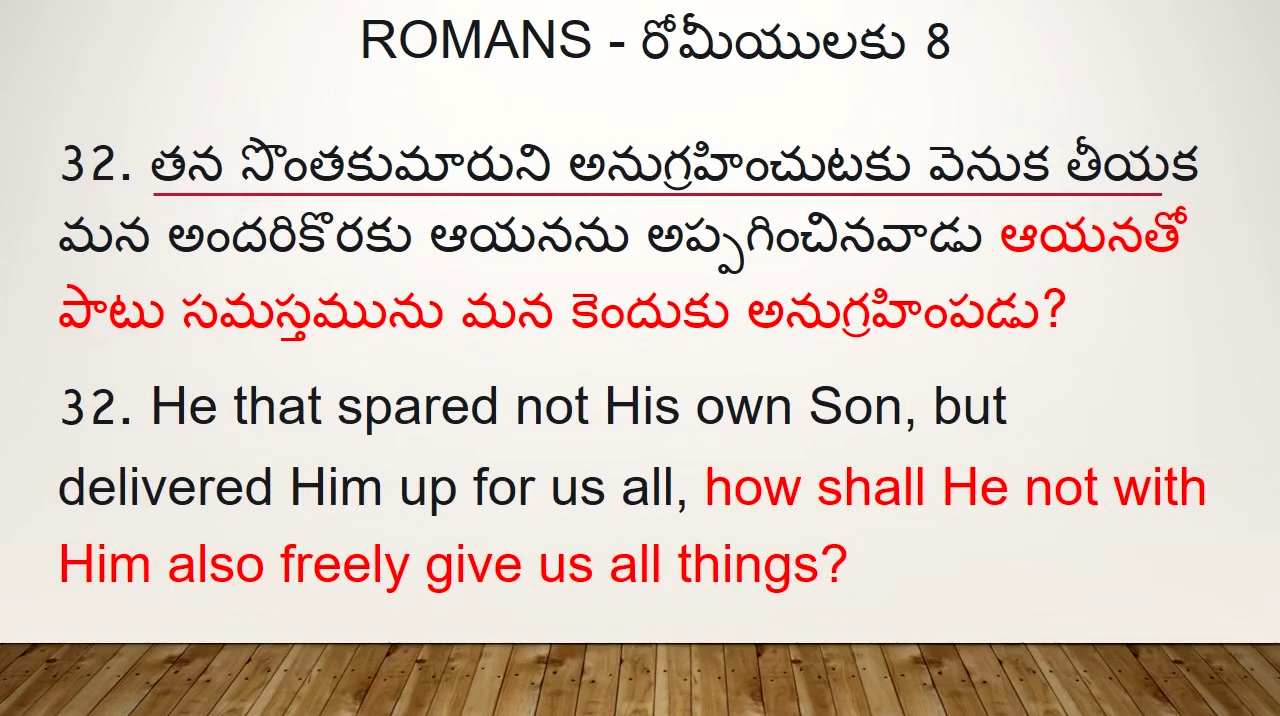 ROMANS - రోమీయులకు 8
32. తన సొంతకుమారుని అనుగ్రహించుటకు వెనుక తీయక
మన అందరికొరకు ఆయనను అప్పగించినవాడు ఆయనతో
పాటు సమస్తమును మన కెందుకు అనుగ్రహింపడు?
32. He that spared not His own Son, but
delivered Him up for us all, how shall He not with
Him also freely give us all things?